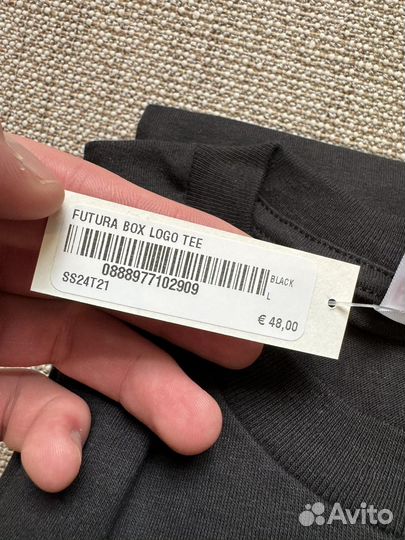 FUTURA BOX LOGO TEE
0888977102909
BLACK
L
SS24T21
€ 48,00
Avito